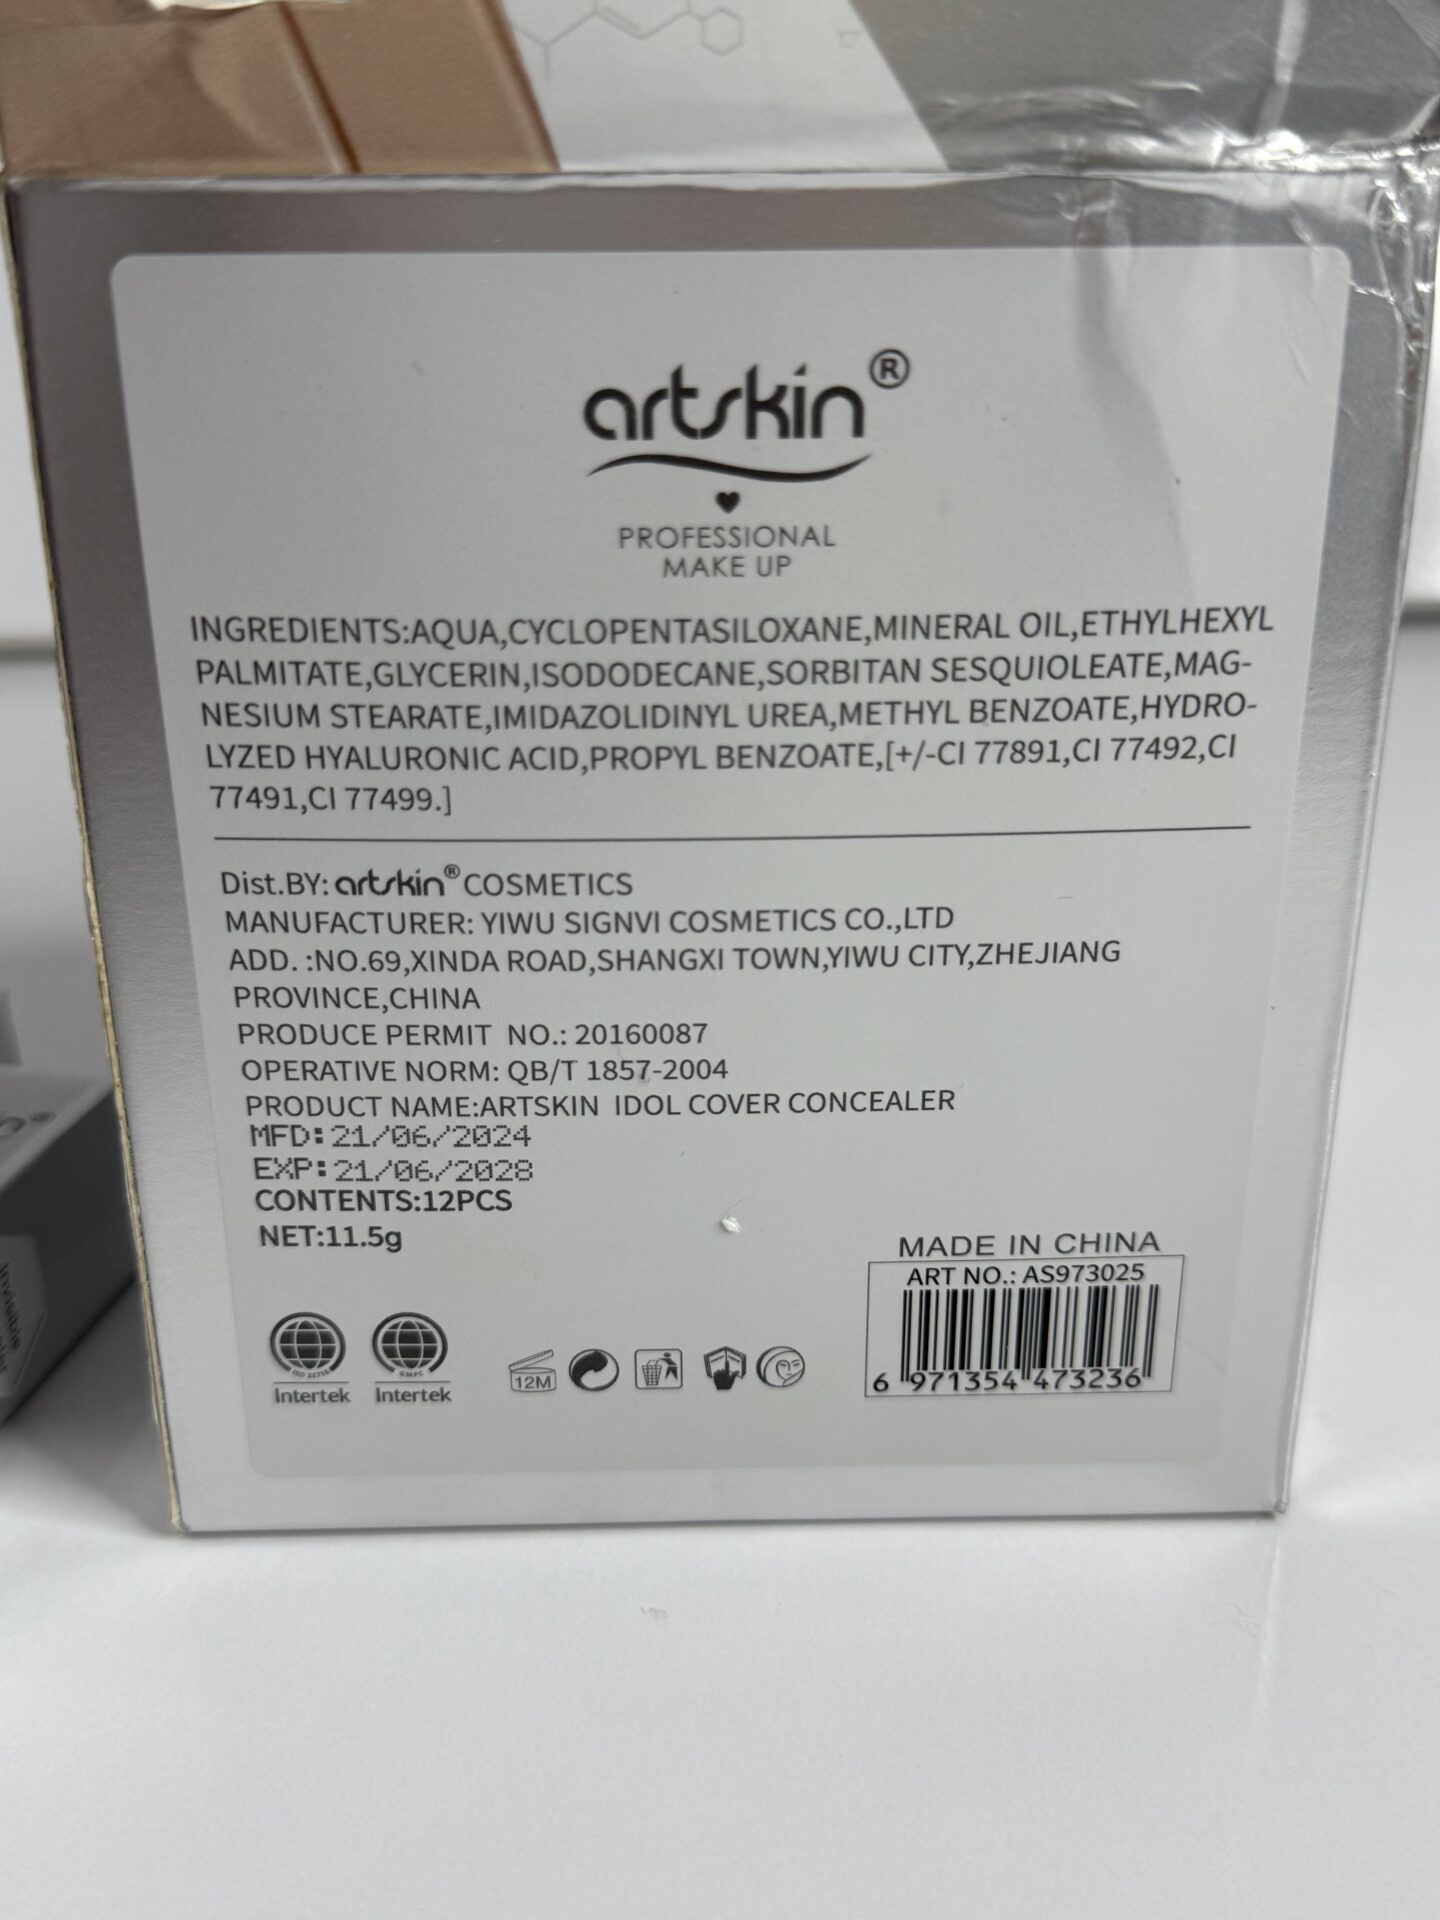 artskin®
PROFESSIONAL
MAKE UP
INGREDIENTS:AQUA,CYCLOPENTASILOXANE,MINERAL OIL,ETHYLHEXYL
PALMITATE,GLYCERIN,ISODODECANE,SORBITAN SESQUIOLEATE,MAG-
NESIUM STEARATE,IMIDAZOLIDINYL UREA,METHYL BENZOATE,HYDRO-
LYZED HYALURONIC ACID,PROPYL BENZOATE,[+/-CI 77891,CI 77492,CI
77491,CI 77499.]
Dist.BY: artskin® COSMETICS
MANUFACTURER: YIWU SIGNVI COSMETICS CO.,LTD
ADD. :NO.69,XINDA ROAD,SHANGXI TOWN,YIWU CITY,ZHEJIANG
PROVINCE,CHINA
PRODUCE PERMIT NO.: 20160087
OPERATIVE NORM: QB/T 1857-2004
PRODUCT NAME:ARTSKIN IDOL COVER CONCEALER
MFD:21/06/2024
EXP:21/06/2028
CONTENTS:12PCS
NET:11.5g
MADE IN CHINA
ART NO.: AS973025
6 971354 473236
ISO 22716
Intertek
GMPC
Intertek
12M
Invisible